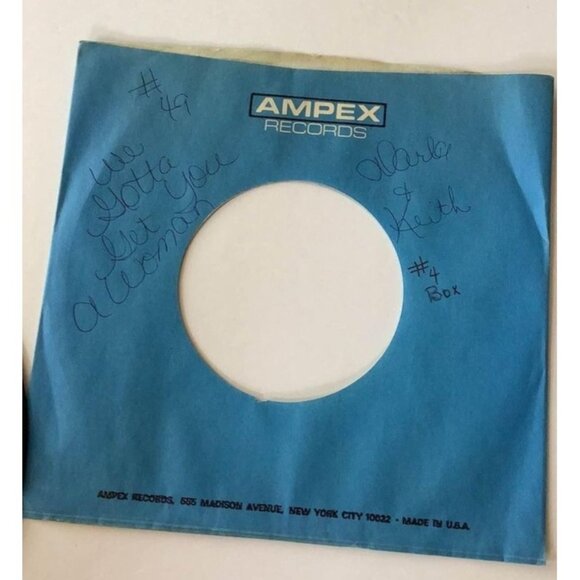 # 49
We
Gotta
Get You
a Woman
AMPEX
RECORDS
Darla
&
Keith
#4
Box
AMPEX RECORDS, 555 MADISON AVENUE, NEW YORK CITY 10022 - MADE IN U.S.A.